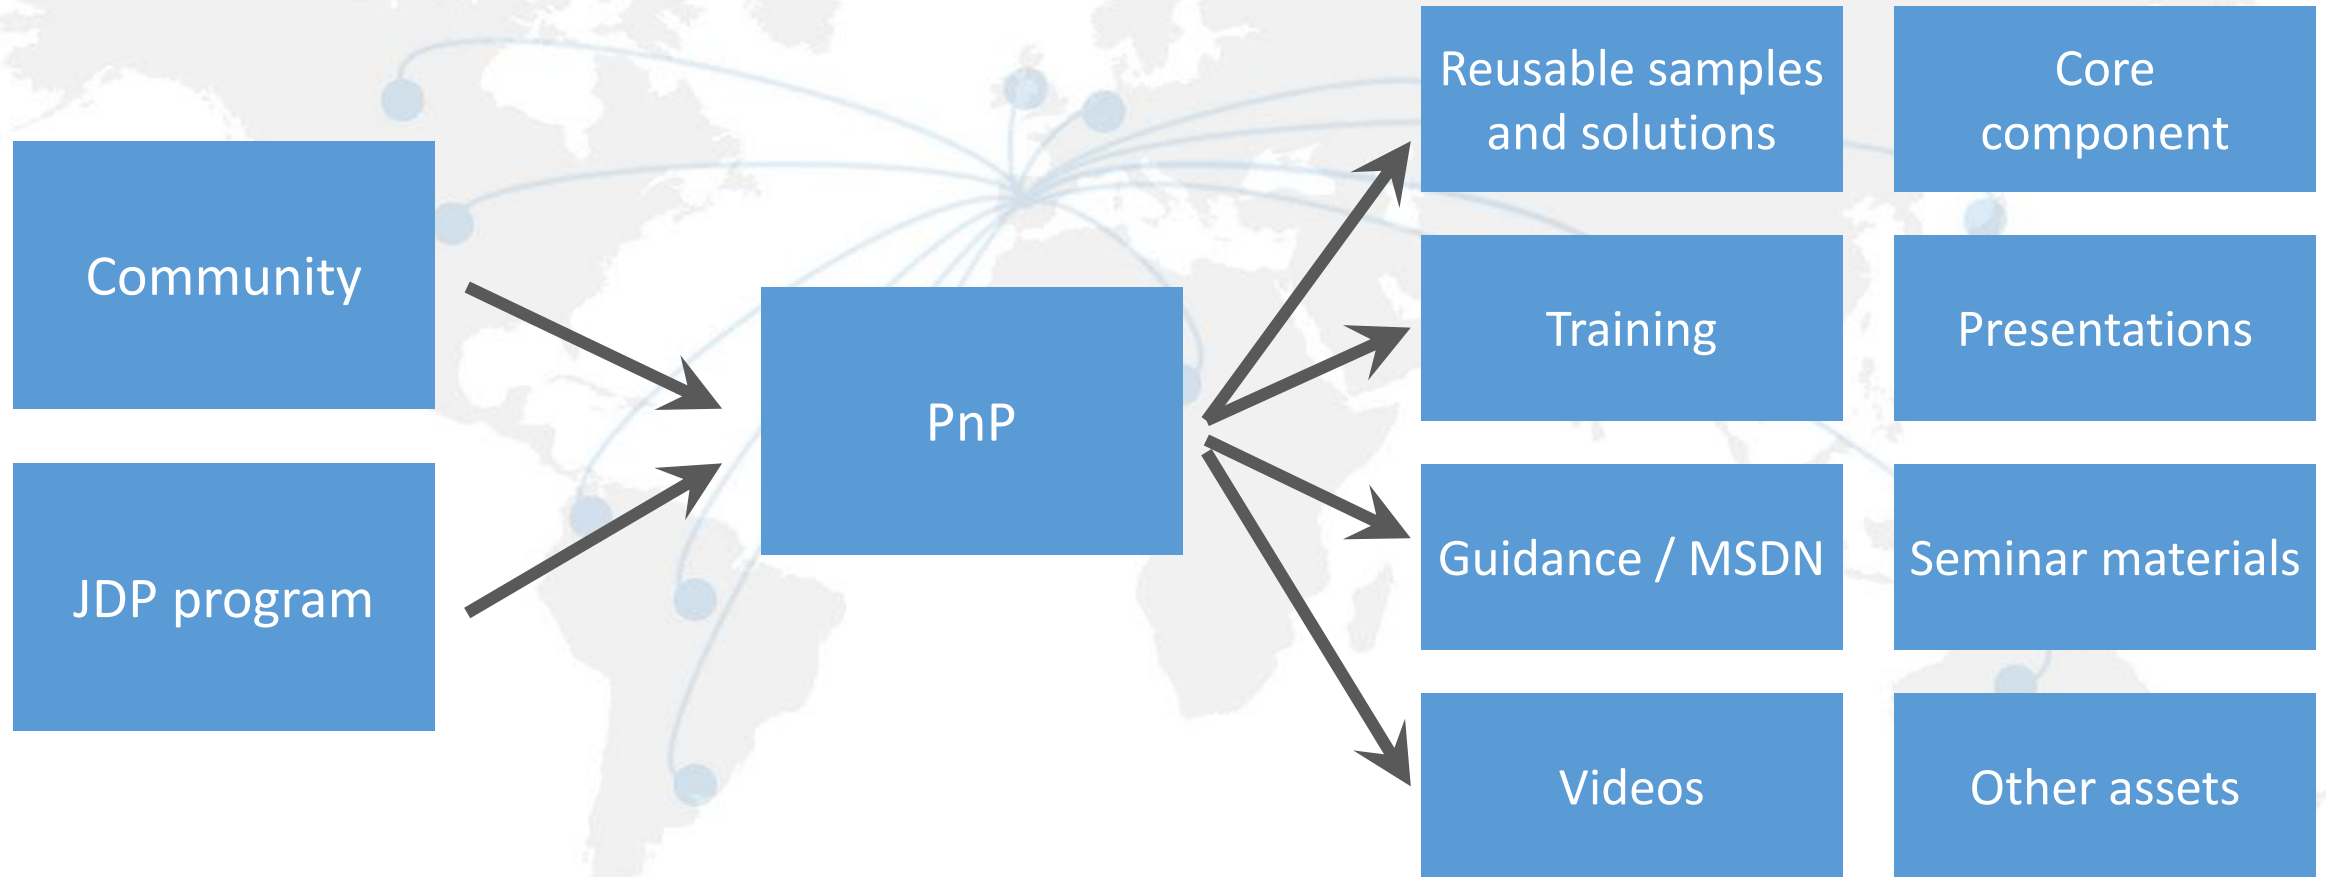 Community
JDP program
PnP
Reusable samples
and solutions
Core
component
Training
Presentations
Guidance / MSDN
Seminar materials
Videos
Other assets